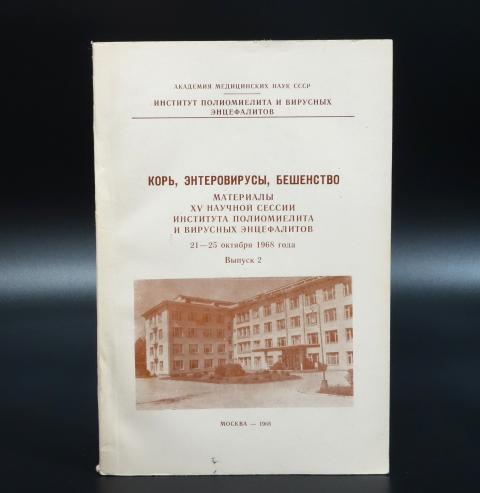 АКАДЕМИЯ МЕДИЦИНСКИХ НАУК СССР
ИНСТИТУТ ПОЛИОМИЕЛИТА И ВИРУСНЫХ
ЭНЦЕФАЛИТОВ
КОРЬ, ЭНТЕРОВИРУСЫ, БЕШЕНСТВО
МАТЕРИАЛЫ
XV НАУЧНОЙ СЕССИИ
ИНСТИТУТА ПОЛИОМИЕЛИТА
И ВИРУСНЫХ ЭНЦЕФАЛИТОВ
21—25 октября 1968 года
Выпуск 2
МОСКВА — 1968